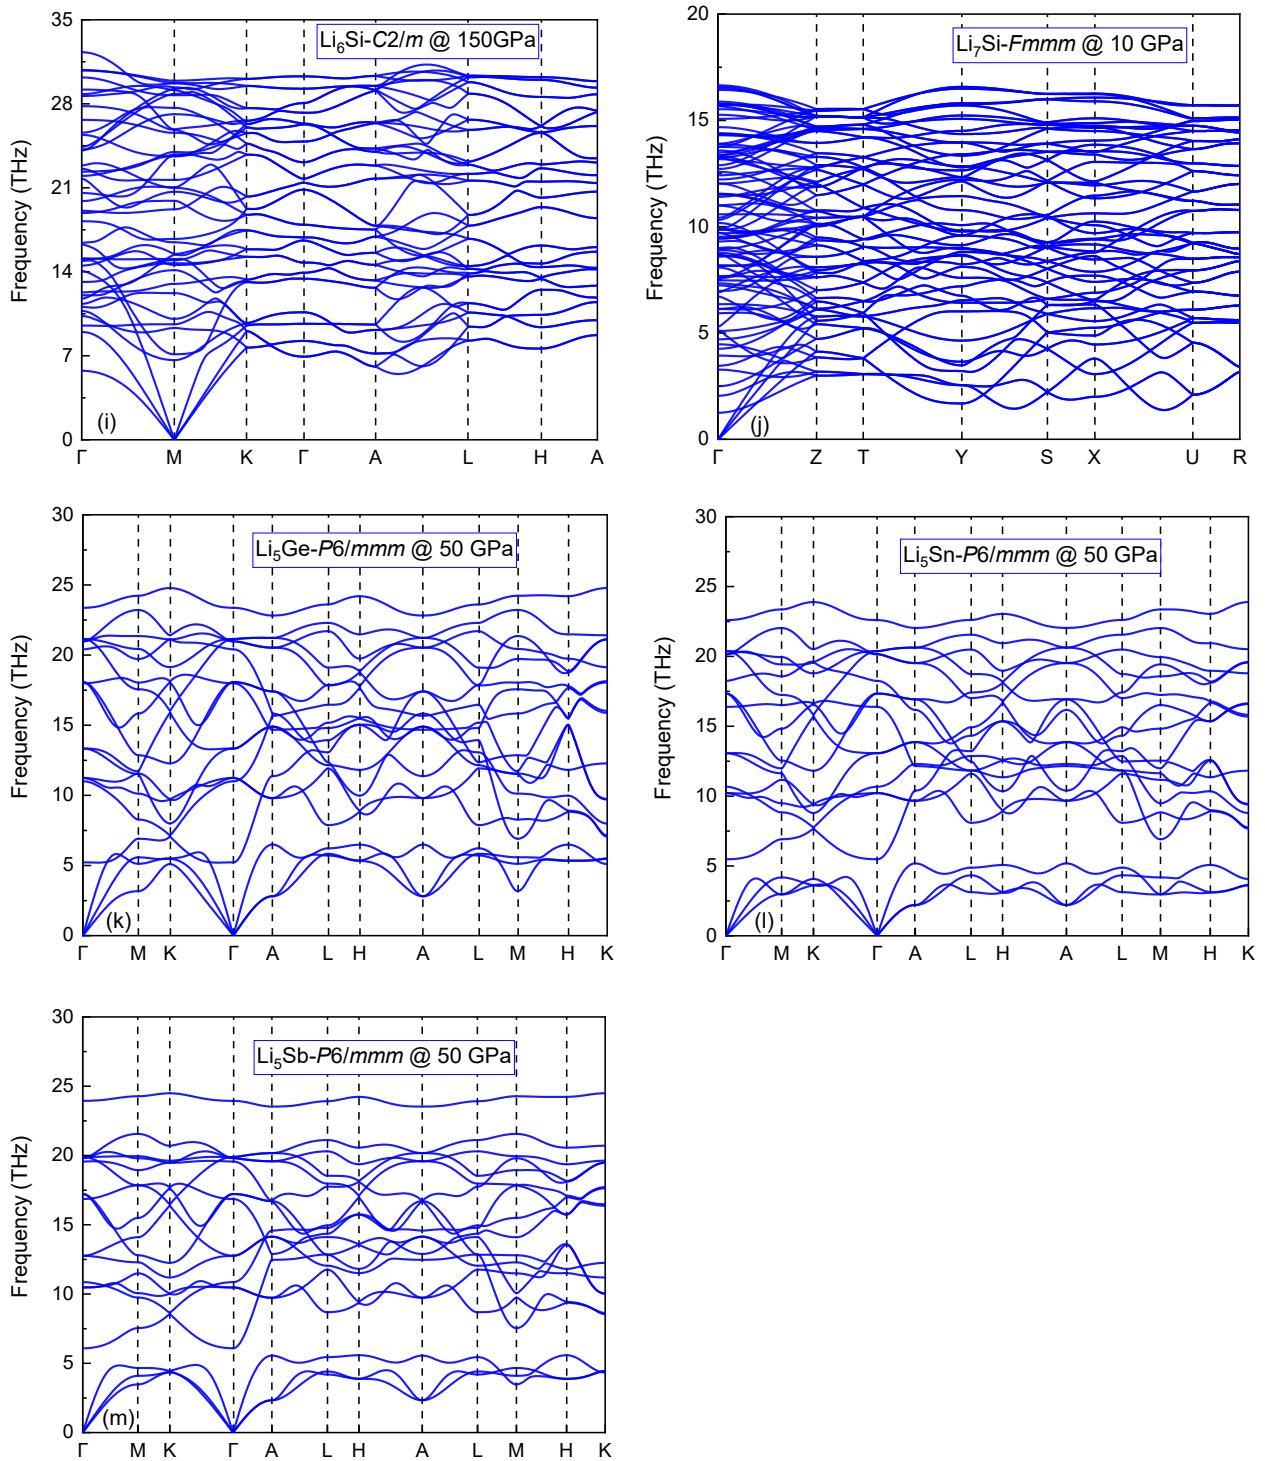 35
28
21
14
7
0
Frequency (THz)
Li₆Si-C2/m @ 150GPa
(i)
Γ M K Γ A L H A
20
15
10
5
0
Frequency (THz)
Li₇Si-Fmmm @ 10 GPa
(j)
Γ Z T Y S X U R
30
25
20
15
10
5
0
Frequency (THz)
Li₅Ge-P6/mmm @ 50 GPa
(k)
Γ M K Γ A L H A L M H K
30
25
20
15
10
5
0
Frequency (THz)
Li₅Sn-P6/mmm @ 50 GPa
(l)
Γ M K Γ A L H A L M H K
30
25
20
15
10
5
0
Frequency (THz)
Li₅Sb-P6/mmm @ 50 GPa
(m)
Γ M K Γ A L H A L M H K